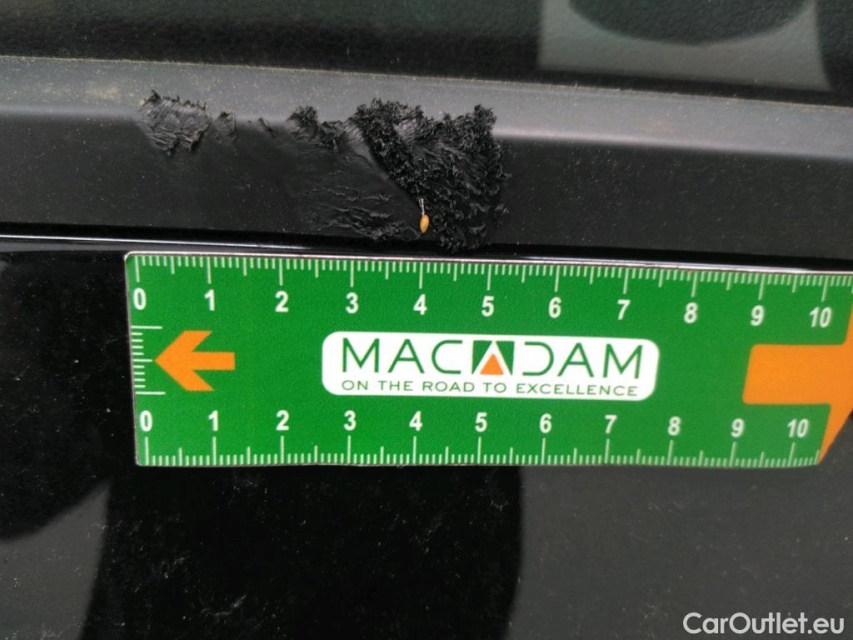 0 1 2 3 4 5 6 7 8 9 10
MACADAM
ON THE ROAD TO EXCELLENCE
0 1 2 3 4 5 6 7 8 9 10
CarOutlet.eu